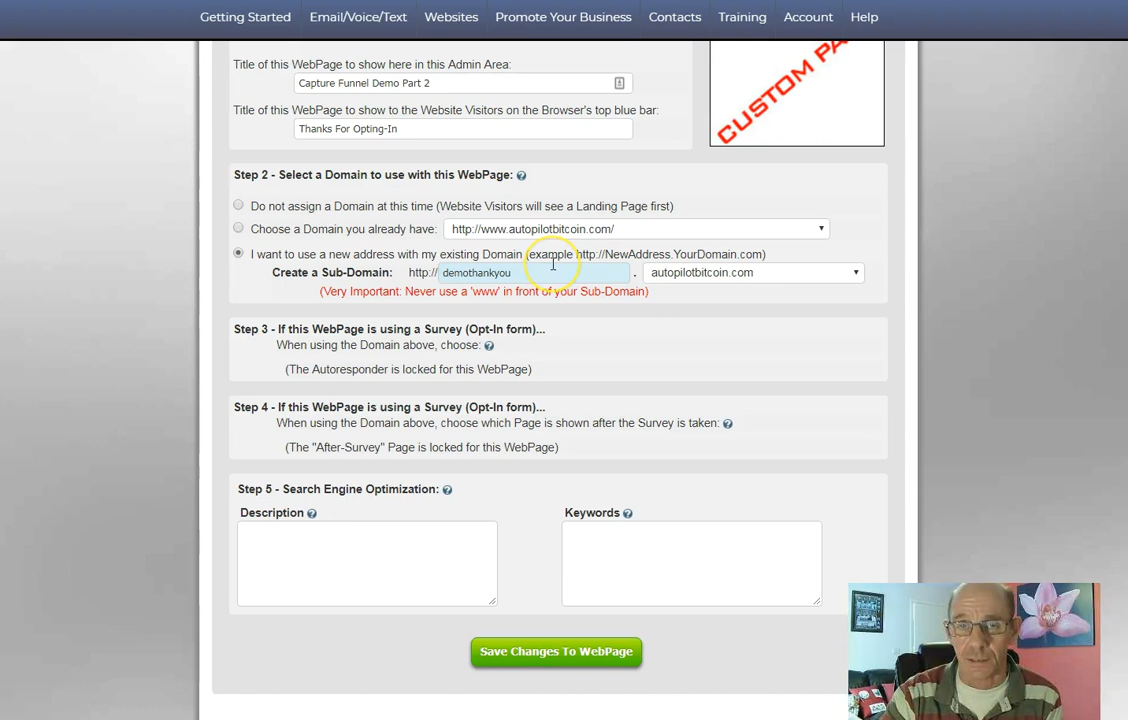 Getting Started Email/Voice/Text Websites Promote Your Business Contacts Training Account Help
Title of this WebPage to show here in this Admin Area:
Capture Funnel Demo Part 2
Title of this WebPage to show to the Website Visitors on the Browser's top blue bar:
Thanks For Opting-In
CUSTOM PA
Step 2 - Select a Domain to use with this WebPage:
Do not assign a Domain at this time (Website Visitors will see a Landing Page first)
Choose a Domain you already have: http://www.autopilotbitcoin.com/
I want to use a new address with my existing Domain (example http://NewAddress.YourDomain.com)
Create a Sub-Domain: http:// demothankyou . autopilotbitcoin.com
(Very Important: Never use a 'www' in front of your Sub-Domain)
Step 3 - If this WebPage is using a Survey (Opt-In form)...
When using the Domain above, choose:
(The Autoresponder is locked for this WebPage)
Step 4 - If this WebPage is using a Survey (Opt-In form)...
When using the Domain above, choose which Page is shown after the Survey is taken:
(The "After-Survey" Page is locked for this WebPage)
Step 5 - Search Engine Optimization:
Description Keywords
Save Changes To WebPage